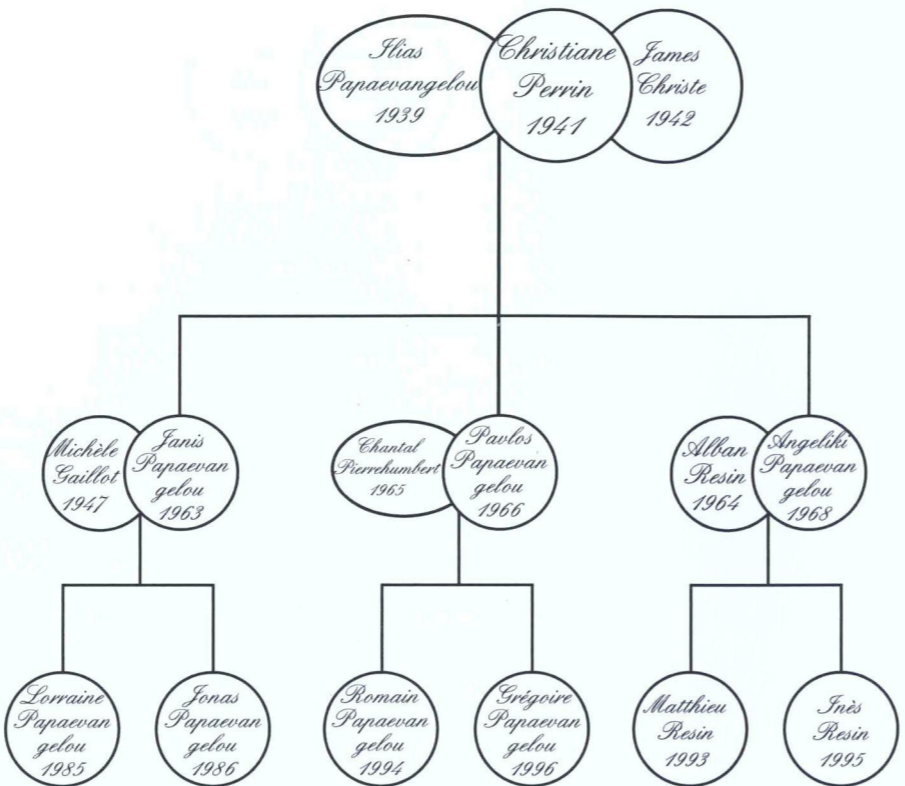 Ilias
Papaevangelou
1939
Christiane
Perrin
1941
James
Christe
1942
Michèle
Gaillot
1947
Janis
Papaevan
gelou
1963
Chantal
Pierrehumbert
1965
Pavlos
Papaevan
gelou
1966
Alban
Resin
1964
Angeliki
Papaevan
gelou
1968
Lorraine
Papaevan
gelou
1985
Jonas
Papaevan
gelou
1986
Romain
Papaevan
gelou
1994
Grégoire
Papaevan
gelou
1996
Matthieu
Resin
1993
Inès
Resin
1995